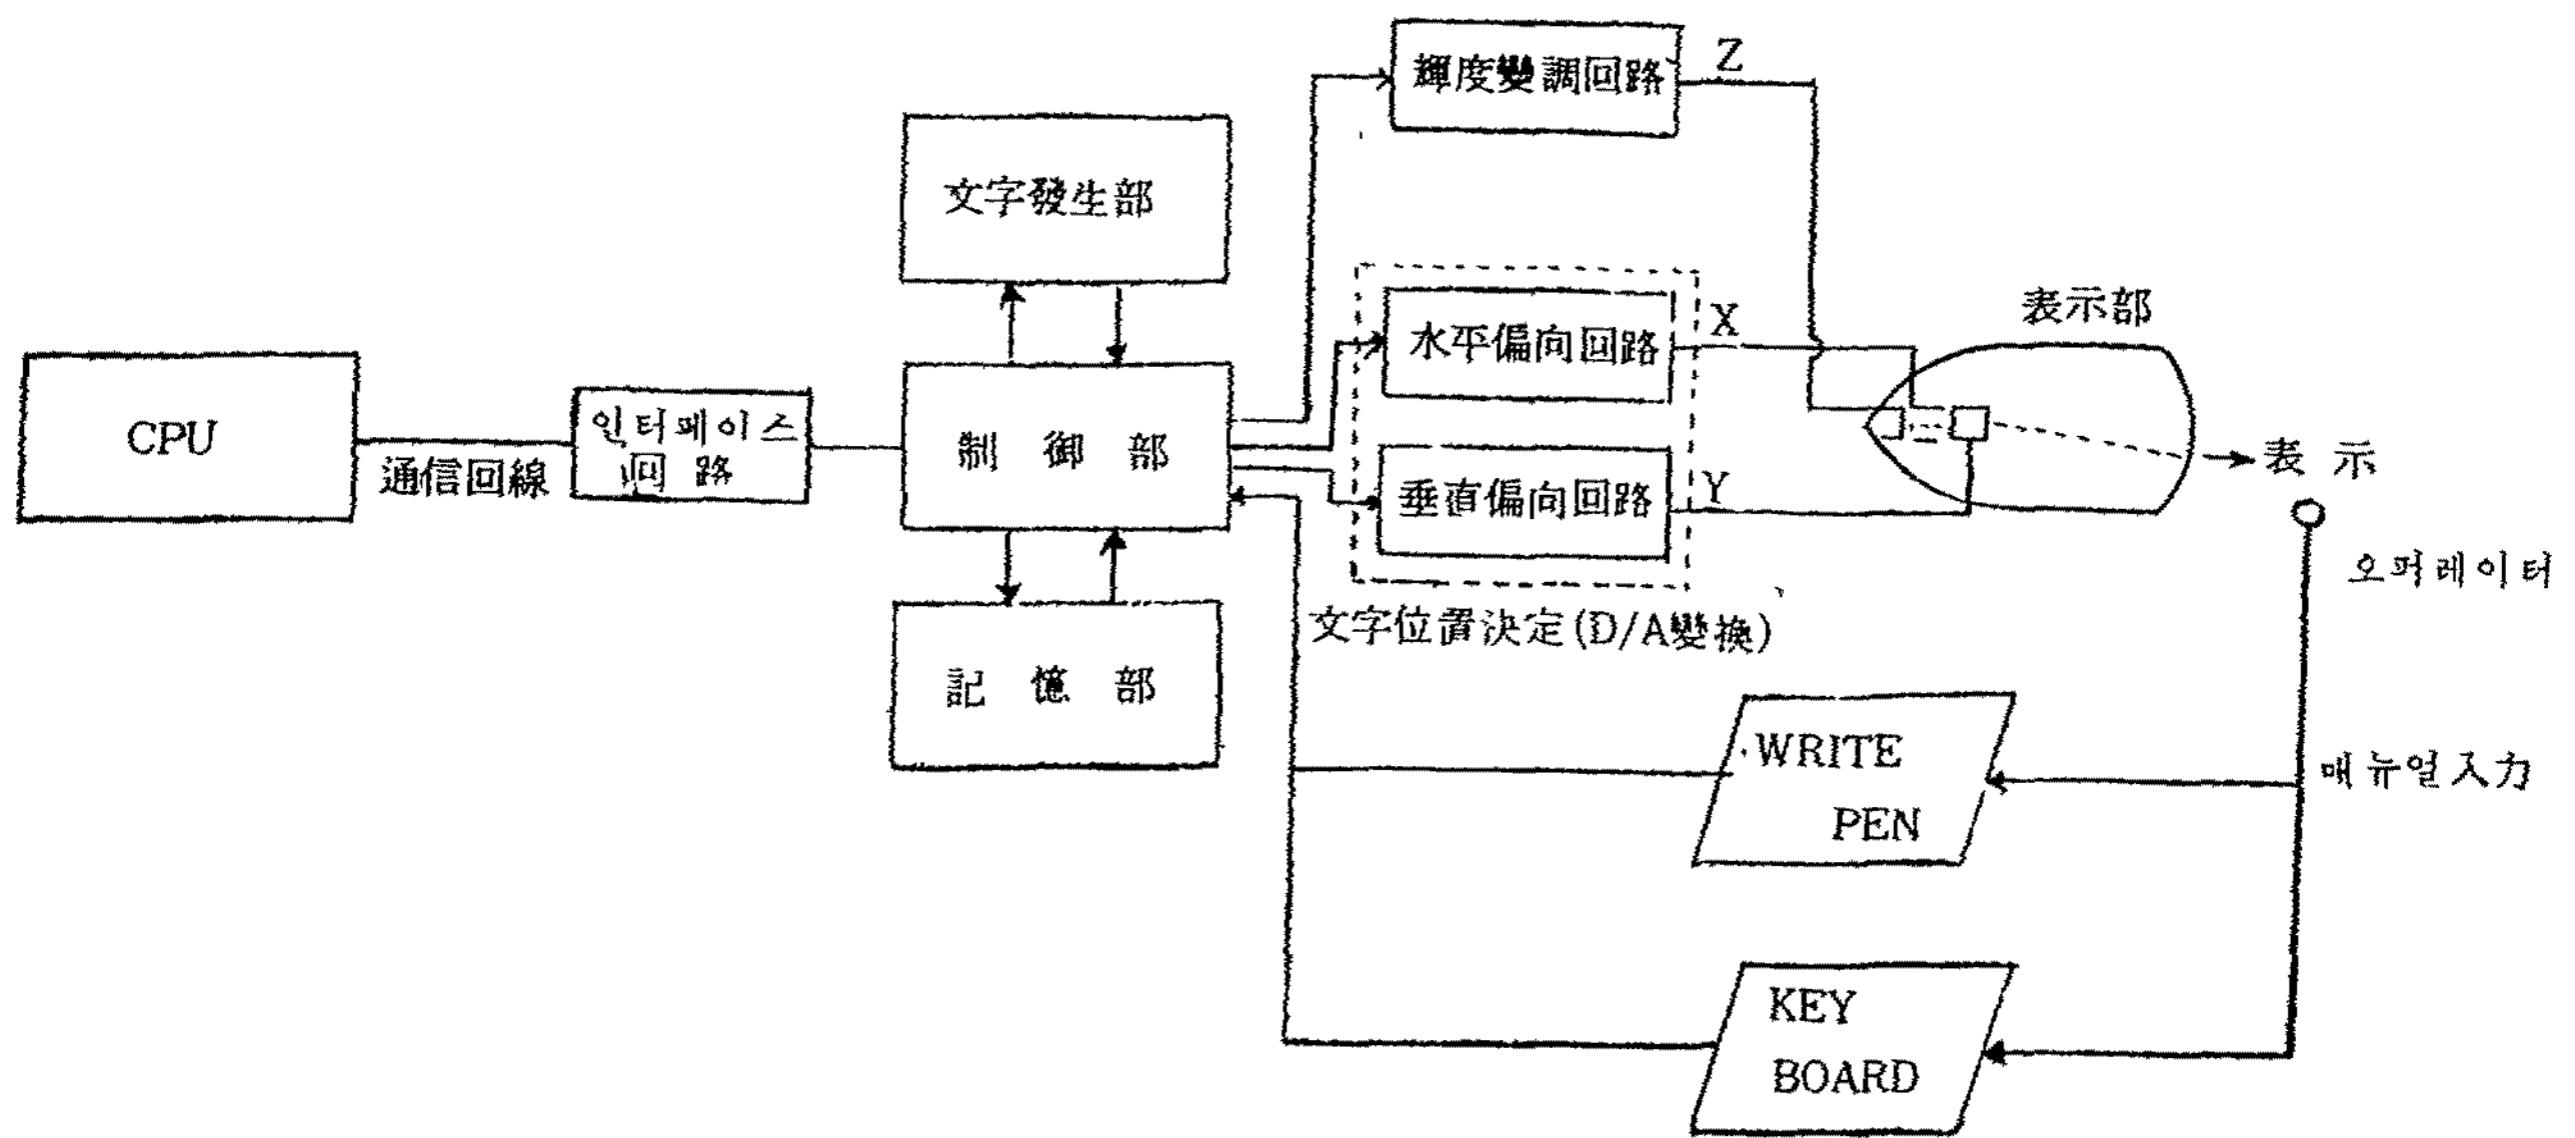 輝度變調回路
Z
文字發生部
水平偏向回路
X
表示部
CPU
通信回線
인터페이스
回路
制御部
垂直偏向回路
Y
表示
오퍼레이터
文字位置決定(D/A變換)
記憶部
WRITE
PEN
매뉴얼入力
KEY
BOARD